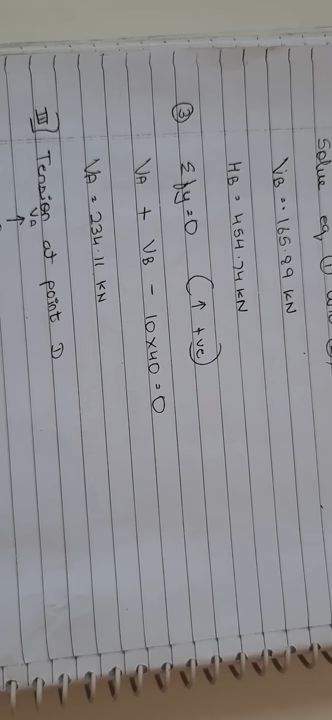 Solve eq ①
VB = 165.89 KN
HB = 454.74 KN
③ Σfy=0 (↑ +ve)
VA + VB - 10×40 = 0
VA = 234.11 KN
III] Tension at point D
VA
↑